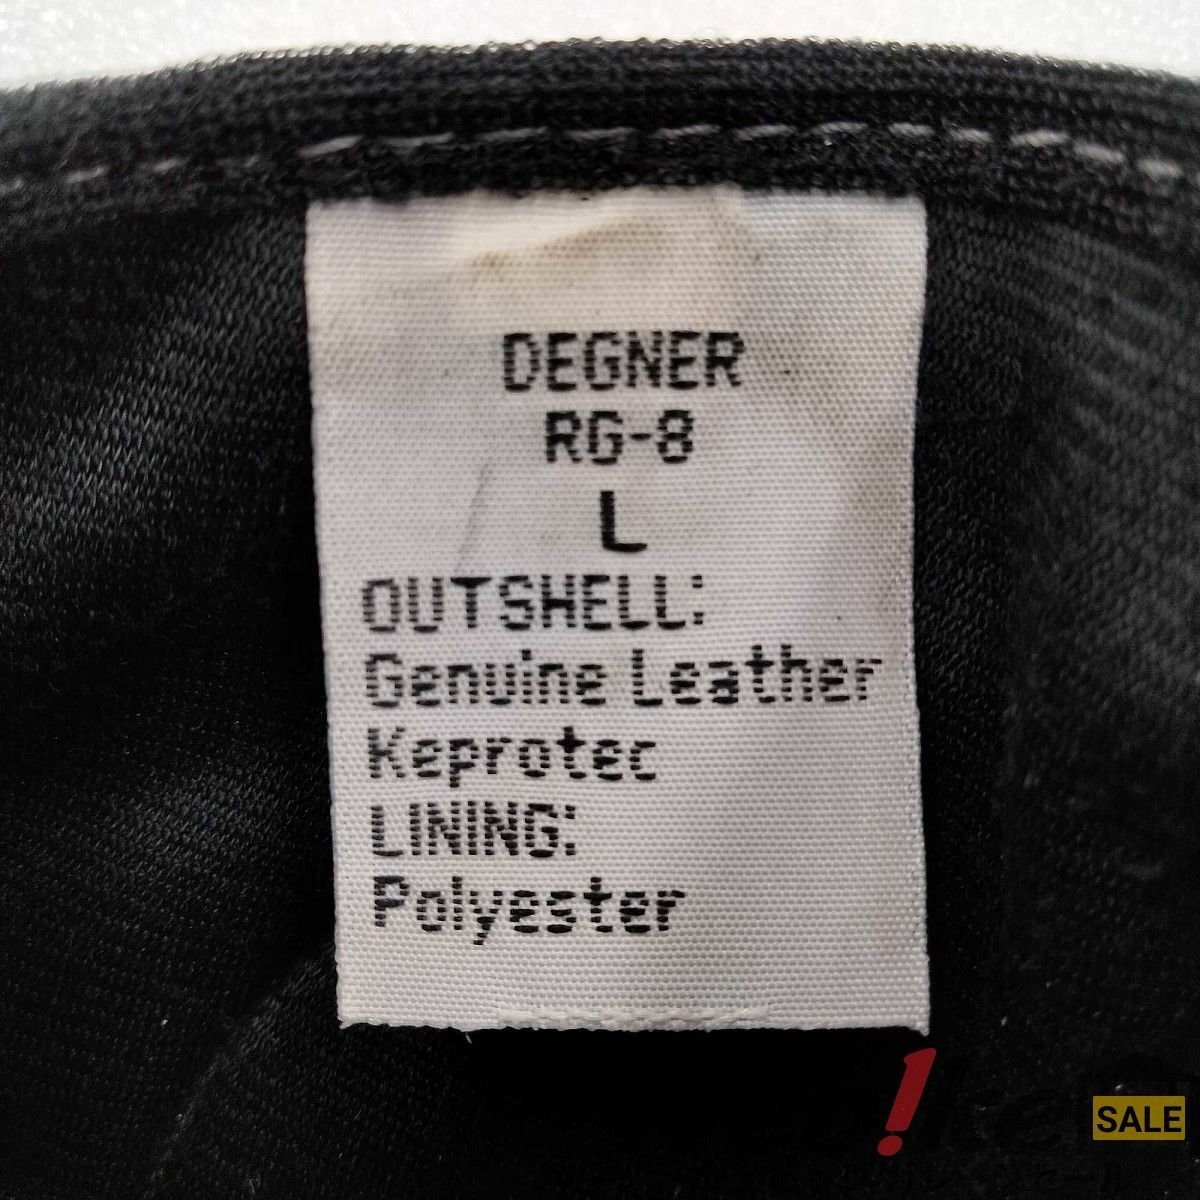 DEGNER
RG-8
L
OUTSHELL:
Genuine Leather
Keprotec
LINING:
Polyester
SALE